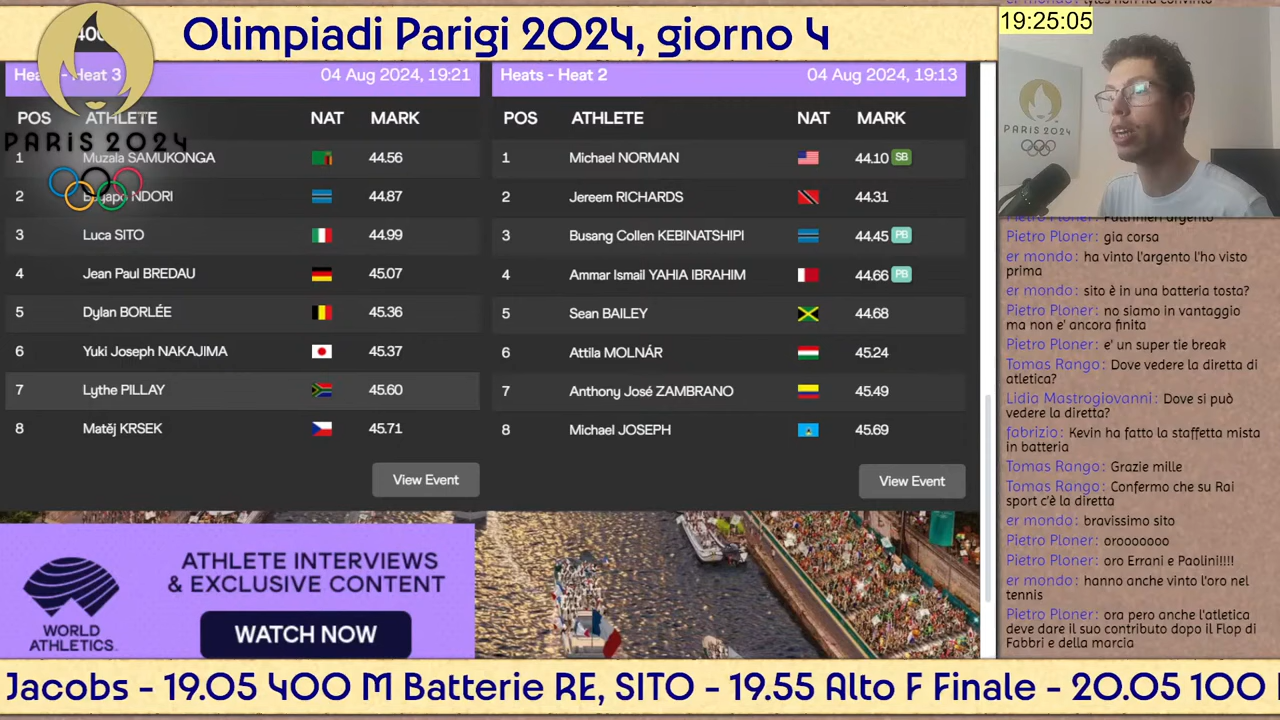 Olimpiadi Parigi 2024, giorno 4
19:25:05
400
Heats - Heat 3 04 Aug 2024, 19:21
POS ATHLETE NAT MARK
PARIS 2024
1 Muzala SAMUKONGA 44.56
2 Bayapo NDORI 44.87
3 Luca SITO 44.99
4 Jean Paul BREDAU 45.07
5 Dylan BORLÉE 45.36
6 Yuki Joseph NAKAJIMA 45.37
7 Lythe PILLAY 45.60
8 Matěj KRSEK 45.71
View Event
Heats - Heat 2 04 Aug 2024, 19:13
POS ATHLETE NAT MARK
1 Michael NORMAN 44.10 SB
2 Jereem RICHARDS 44.31
3 Busang Collen KEBINATSHIPI 44.45 PB
4 Ammar Ismail YAHIA IBRAHIM 44.66 PB
5 Sean BAILEY 44.68
6 Attila MOLNÁR 45.24
7 Anthony José ZAMBRANO 45.49
8 Michael JOSEPH 45.69
View Event
ATHLETE INTERVIEWS
& EXCLUSIVE CONTENT
WORLD
ATHLETICS.
WATCH NOW
PARIS 2024
Pietro Ploner: Paltrinieri argento
Pietro Ploner: gia corsa
er mondo: ha vinto l'argento l'ho visto
prima
er mondo: sito è in una batteria tosta?
Pietro Ploner: no siamo in vantaggio
ma non e' ancora finita
Pietro Ploner: e' un super tie break
Tomas Rango: Dove vedere la diretta di
atletica?
Lidia Mastrogiovanni: Dove si può
vedere la diretta?
fabrizio: Kevin ha fatto la staffetta mista
in batteria
Tomas Rango: Grazie mille
Tomas Rango: Confermo che su Rai
sport c'è la diretta
er mondo: bravissimo sito
Pietro Ploner: orooooooo
Pietro Ploner: oro Errani e Paolini!!!!
er mondo: hanno anche vinto l'oro nel
tennis
Pietro Ploner: ora pero anche l'atletica
deve dare il suo contributo dopo il Flop di
Fabbri e della marcia
Jacobs - 19.05 400 M Batterie RE, SITO - 19.55 Alto F Finale - 20.05 100